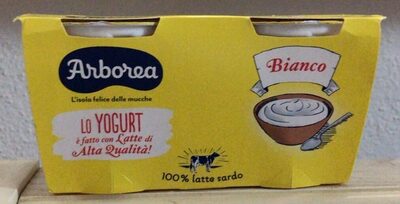 Arborea
L'isola felice delle mucche
LO YOGURT
è fatto con Latte di
Alta Qualità!
Bianco
100% latte sardo